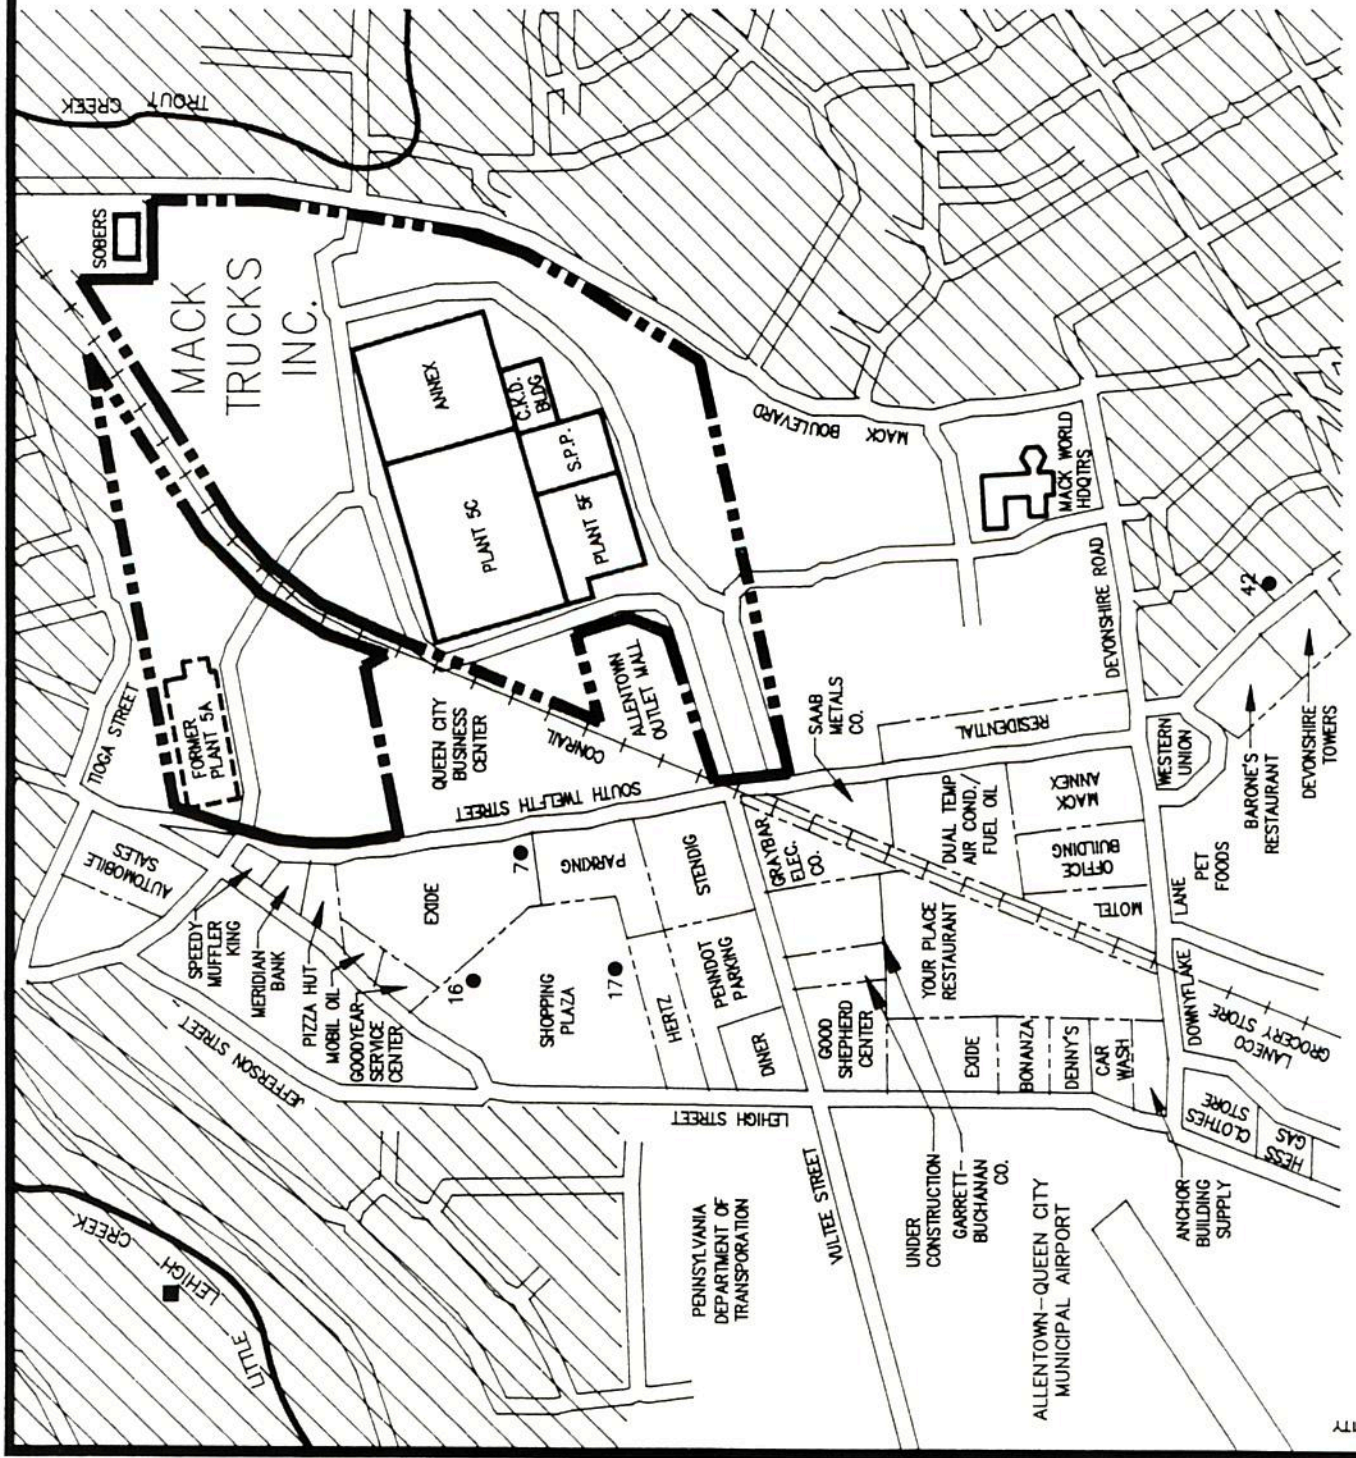 TROUT
CREEK
SOBERS
MACK
TRUCKS
INC.
ANNEX
C.K.D.
BLDG
S.P.P.
PLANT 5C
PLANT 5F
MACK BOULEVARD
MACK WORLD
HDQTRS
TIOGA STREET
FORMER
PLANT 5A
QUEEN CITY
BUSINESS
CENTER
CONRAIL
ALLENTOWN
OUTLET MALL
SOUTH TWELFTH STREET
SAAB
METALS
CO.
RESIDENTIAL
DEVONSHIRE ROAD
42
DEVONSHIRE
TOWERS
BARONE'S
RESTAURANT
WESTERN
UNION
AUTOMOBILE
SALES
SPEEDY
MUFFLER
KING
MERIDIAN
BANK
PIZZA HUT
MOBIL OIL
GOODYEAR
SERVICE
CENTER
EXIDE
7
PARKING
STENDIG
GRAYBAR
ELEC.
CO.
DUAL TEMP
AIR COND./
FUEL OIL
MACK
ANNEX
OFFICE
BUILDING
MOTEL
PET
FOODS
16
17
SHOPPING
PLAZA
HERTZ
PENNDOT
PARKING
DINER
GOOD
SHEPHERD
CENTER
YOUR PLACE
RESTAURANT
EXIDE
BONANZA
DENNY'S
CAR
WASH
DOWNYFLAKE LANE
LANECO
GROCERY STORE
CLOTHES
STORE
HESS
GAS
JEFFERSON STREET
LEHIGH STREET
VULTEE STREET
UNDER
CONSTRUCTION
GARRETT-
BUCHANAN
CO.
ANCHOR
BUILDING
SUPPLY
PENNSYLVANIA
DEPARTMENT OF
TRANSPORATION
ALLENTOWN-QUEEN CITY
MUNICIPAL AIRPORT
LITTLE LEHIGH CREEK